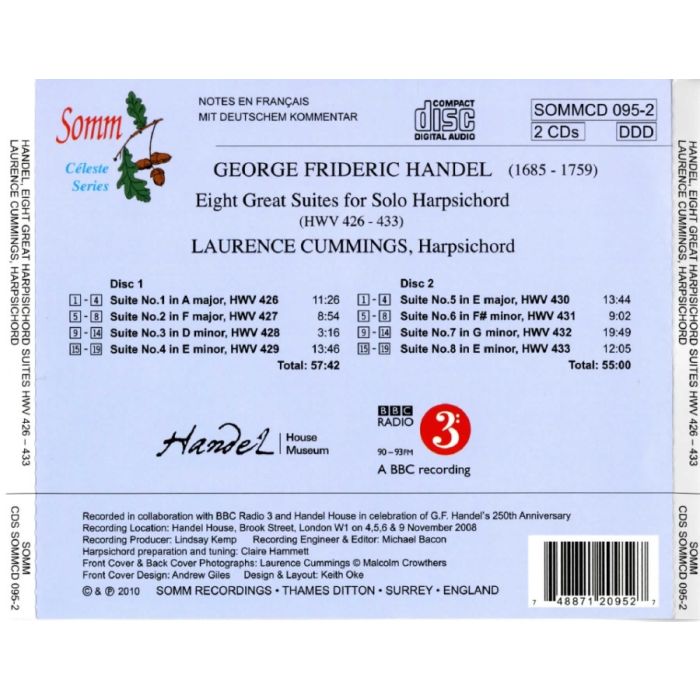 Somm
Céleste
Series
NOTES EN FRANÇAIS
MIT DEUTSCHEM KOMMENTAR
COMPACT
disc
DIGITAL AUDIO
SOMMCD 095-2
2 CDs
DDD
GEORGE FRIDERIC HANDEL (1685 - 1759)
Eight Great Suites for Solo Harpsichord
(HWV 426 - 433)
LAURENCE CUMMINGS, Harpsichord
Disc 1
1 - 4 Suite No.1 in A major, HWV 426 11:26
5 - 8 Suite No.2 in F major, HWV 427 8:54
9 - 14 Suite No.3 in D minor, HWV 428 3:16
15 - 19 Suite No.4 in E minor, HWV 429 13:46
Total: 57:42
Disc 2
1 - 4 Suite No.5 in E major, HWV 430 13:44
5 - 8 Suite No.6 in F# minor, HWV 431 9:02
9 - 14 Suite No.7 in G minor, HWV 432 19:49
15 - 19 Suite No.8 in E minor, HWV 433 12:05
Total: 55:00
Handel House
Museum
BBC
RADIO
3:
90 – 93 FM
A BBC recording
Recorded in collaboration with BBC Radio 3 and Handel House in celebration of G.F. Handel's 250th Anniversary
Recording Location: Handel House, Brook Street, London W1 on 4,5,6 & 9 November 2008
Recording Producer: Lindsay Kemp Recording Engineer & Editor: Michael Bacon
Harpsichord preparation and tuning: Claire Hammett
Front Cover & Back Cover Photographs: Laurence Cummings © Malcolm Crowthers
Front Cover Design: Andrew Giles Design & Layout: Keith Oke
© & ℗ 2010 SOMM RECORDINGS • THAMES DITTON • SURREY • ENGLAND
7 48871 20952 7
HANDEL, EIGHT GREAT HARPSICHORD SUITES HWV 426 – 433
LAURENCE CUMMINGS, HARPSICHORD
SOMM
CDS SOMMCD 095-2
HANDEL, EIGHT GREAT HARPSICHORD SUITES HWV 426 – 433
LAURENCE CUMMINGS, HARPSICHORD
SOMM
CDS SOMMCD 095-2